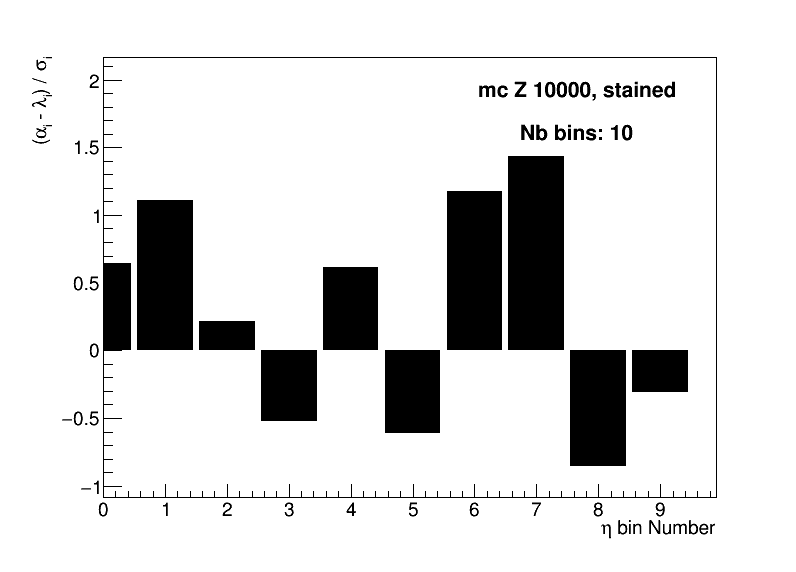 (αᵢ - λᵢ) / σᵢ
mc Z 10000, stained
Nb bins: 10
2
1.5
1
0.5
0
−0.5
−1
0 1 2 3 4 5 6 7 8 9
η bin Number